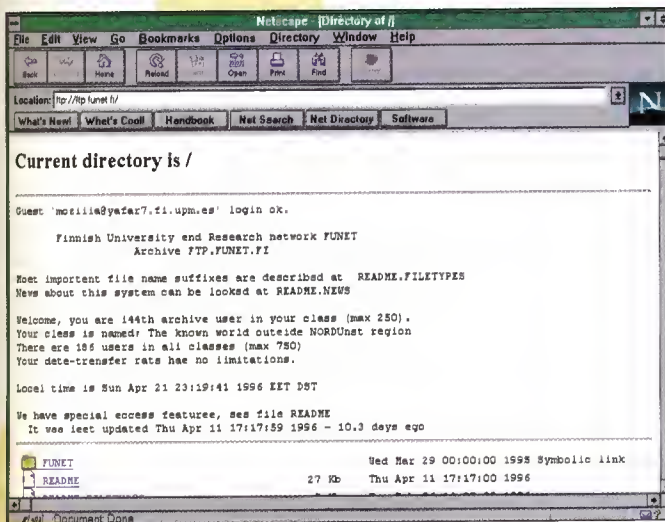 Netscape - [Directory of /]
File Edit View Go Bookmarks Options Directory Window Help
Back Home Reload Open Print Find
Location: ftp://ftp.funet.fi/
What's New! What's Cool! Handbook Net Search Net Directory Software
N
Current directory is /
Guest 'mozilla@yafar7.fi.upm.es' login ok.
Finnish University and Research network FUNET
Archive FTP.FUNET.FI
Most important file name suffixes are described at README.FILETYPES
News about this system can be looked at README.NEWS
Welcome, you are 144th archive user in your class (max 250).
Your class is named: The known world outside NORDUnet region
There are 186 users in all classes (max 750)
Your data-transfer rate has no limitations.
Local time is Sun Apr 21 23:19:41 1996 EET DST
We have special access features, see file README
It was last updated Thu Apr 11 17:17:59 1996 - 10.3 days ago
FUNET Wed Mar 29 00:00:00 1995 Symbolic link
README 27 Kb Thu Apr 11 17:17:00 1996
Document Done